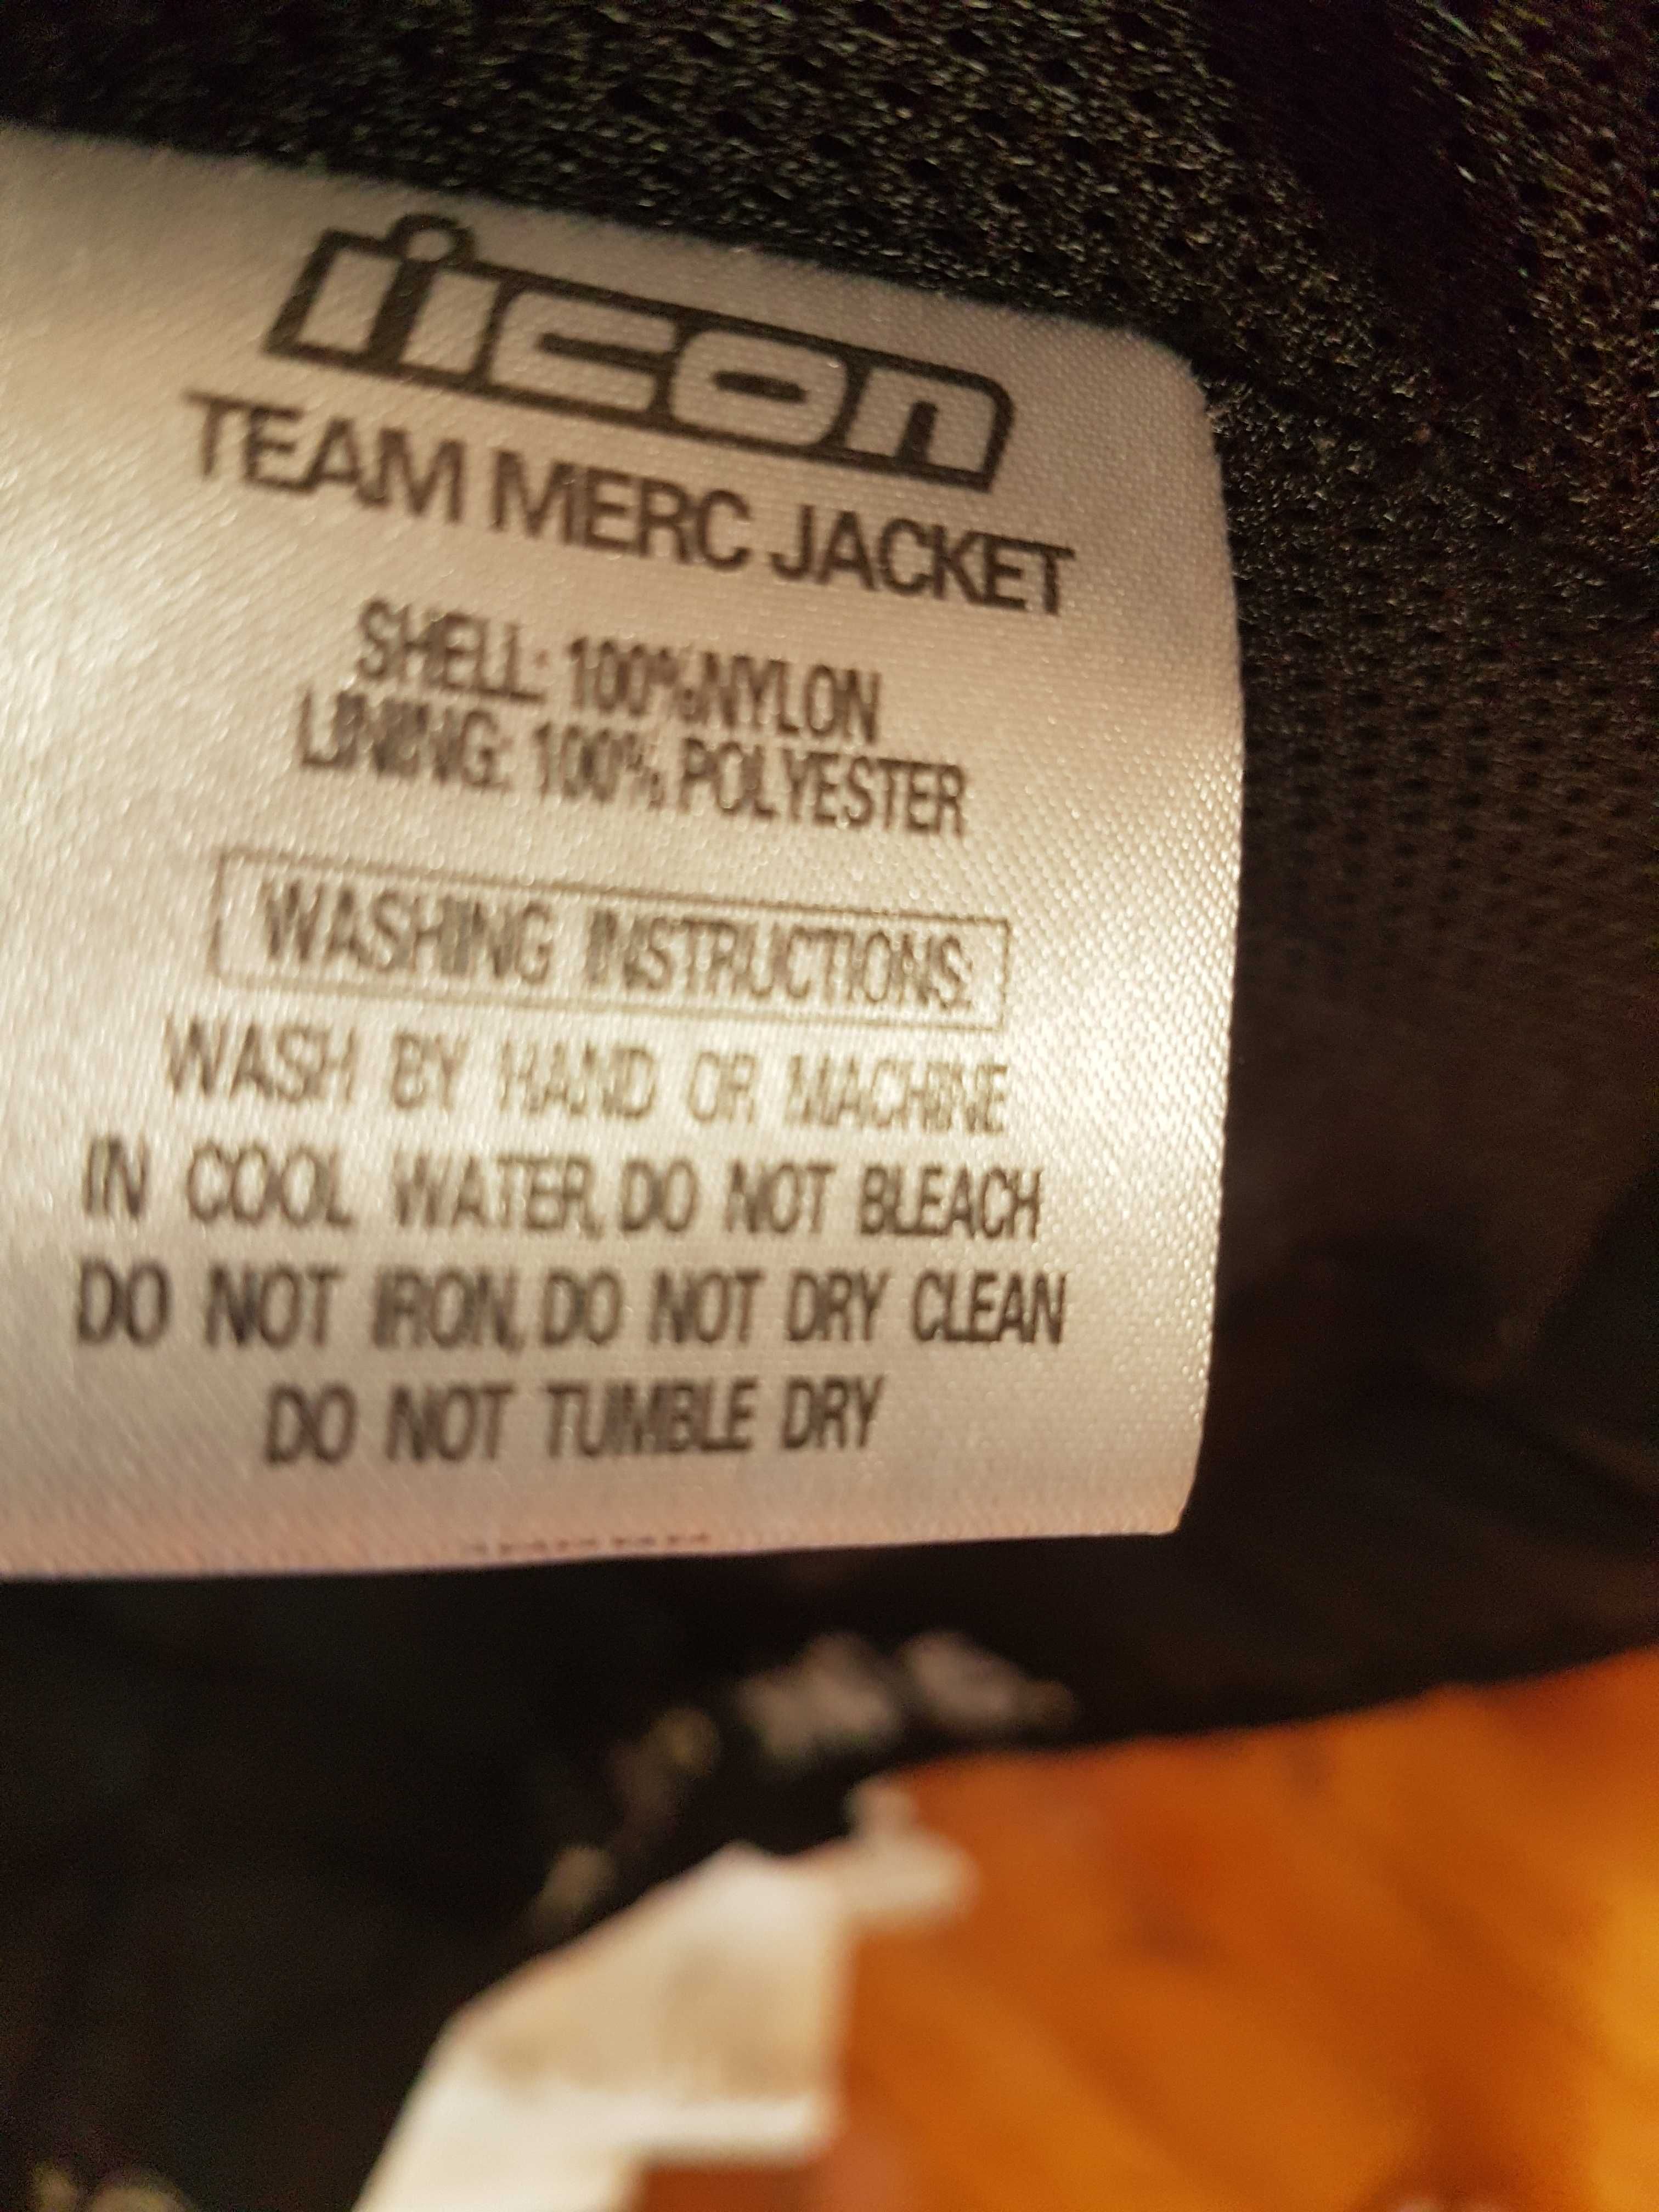 icon
TEAM MERC JACKET
SHELL: 100%NYLON
LINING: 100% POLYESTER
WASHING INSTRUCTIONS:
WASH BY HAND OR MACHINE
IN COOL WATER, DO NOT BLEACH
DO NOT IRON, DO NOT DRY CLEAN
DO NOT TUMBLE DRY